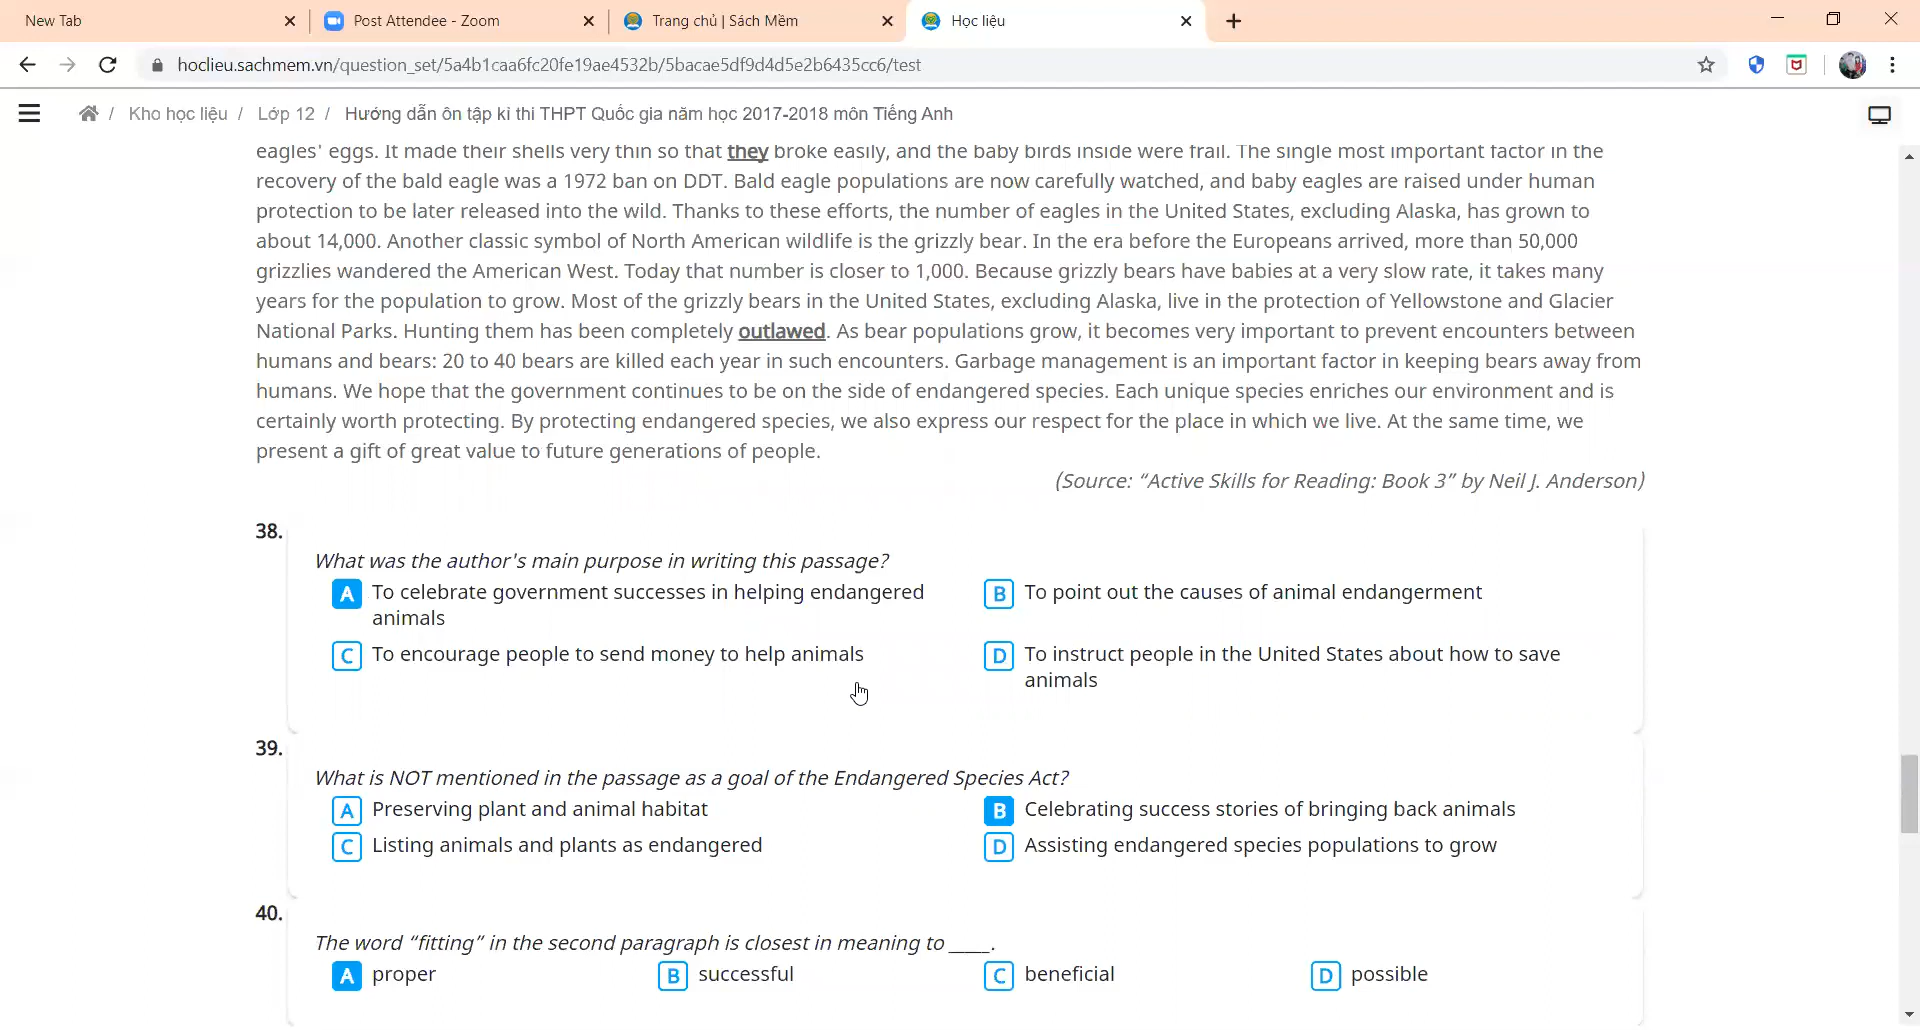 New Tab
Post Attendee - Zoom
Trang chủ | Sách Mềm
Học liệu
hoclieu.sachmem.vn/question_set/5a4b1caa6fc20fe19ae4532b/5bacae5df9d4d5e2b6435cc6/test
/ Kho học liệu / Lớp 12 / Hướng dẫn ôn tập kì thi THPT Quốc gia năm học 2017-2018 môn Tiếng Anh
eagles' eggs. It made their shells very thin so that they broke easily, and the baby birds inside were frail. The single most important factor in the
recovery of the bald eagle was a 1972 ban on DDT. Bald eagle populations are now carefully watched, and baby eagles are raised under human
protection to be later released into the wild. Thanks to these efforts, the number of eagles in the United States, excluding Alaska, has grown to
about 14,000. Another classic symbol of North American wildlife is the grizzly bear. In the era before the Europeans arrived, more than 50,000
grizzlies wandered the American West. Today that number is closer to 1,000. Because grizzly bears have babies at a very slow rate, it takes many
years for the population to grow. Most of the grizzly bears in the United States, excluding Alaska, live in the protection of Yellowstone and Glacier
National Parks. Hunting them has been completely outlawed. As bear populations grow, it becomes very important to prevent encounters between
humans and bears: 20 to 40 bears are killed each year in such encounters. Garbage management is an important factor in keeping bears away from
humans. We hope that the government continues to be on the side of endangered species. Each unique species enriches our environment and is
certainly worth protecting. By protecting endangered species, we also express our respect for the place in which we live. At the same time, we
present a gift of great value to future generations of people.
(Source: “Active Skills for Reading: Book 3” by Neil J. Anderson)
38.
What was the author's main purpose in writing this passage?
A To celebrate government successes in helping endangered
animals
B To point out the causes of animal endangerment
C To encourage people to send money to help animals
D To instruct people in the United States about how to save
animals
39.
What is NOT mentioned in the passage as a goal of the Endangered Species Act?
A Preserving plant and animal habitat
B Celebrating success stories of bringing back animals
C Listing animals and plants as endangered
D Assisting endangered species populations to grow
40.
The word “fitting” in the second paragraph is closest in meaning to _____.
A proper
B successful
C beneficial
D possible